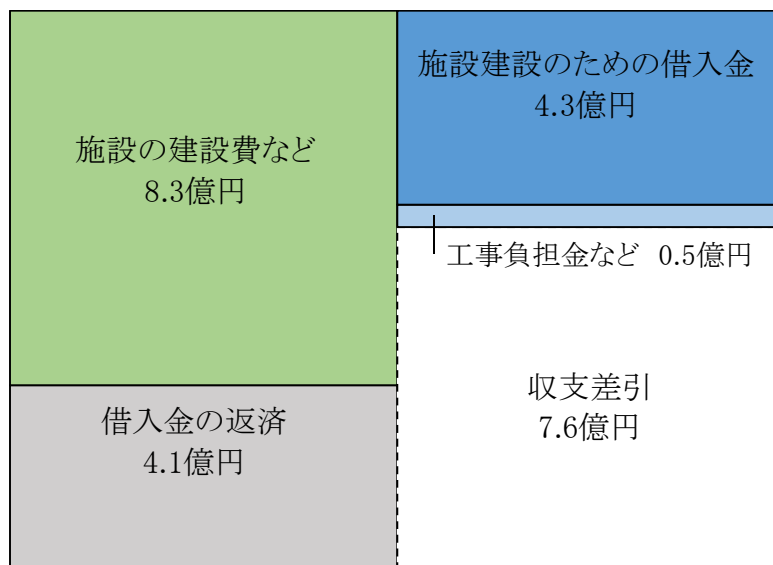 施設の建設費など
8.3億円
借入金の返済
4.1億円
施設建設のための借入金
4.3億円
工事負担金など 0.5億円
収支差引
7.6億円